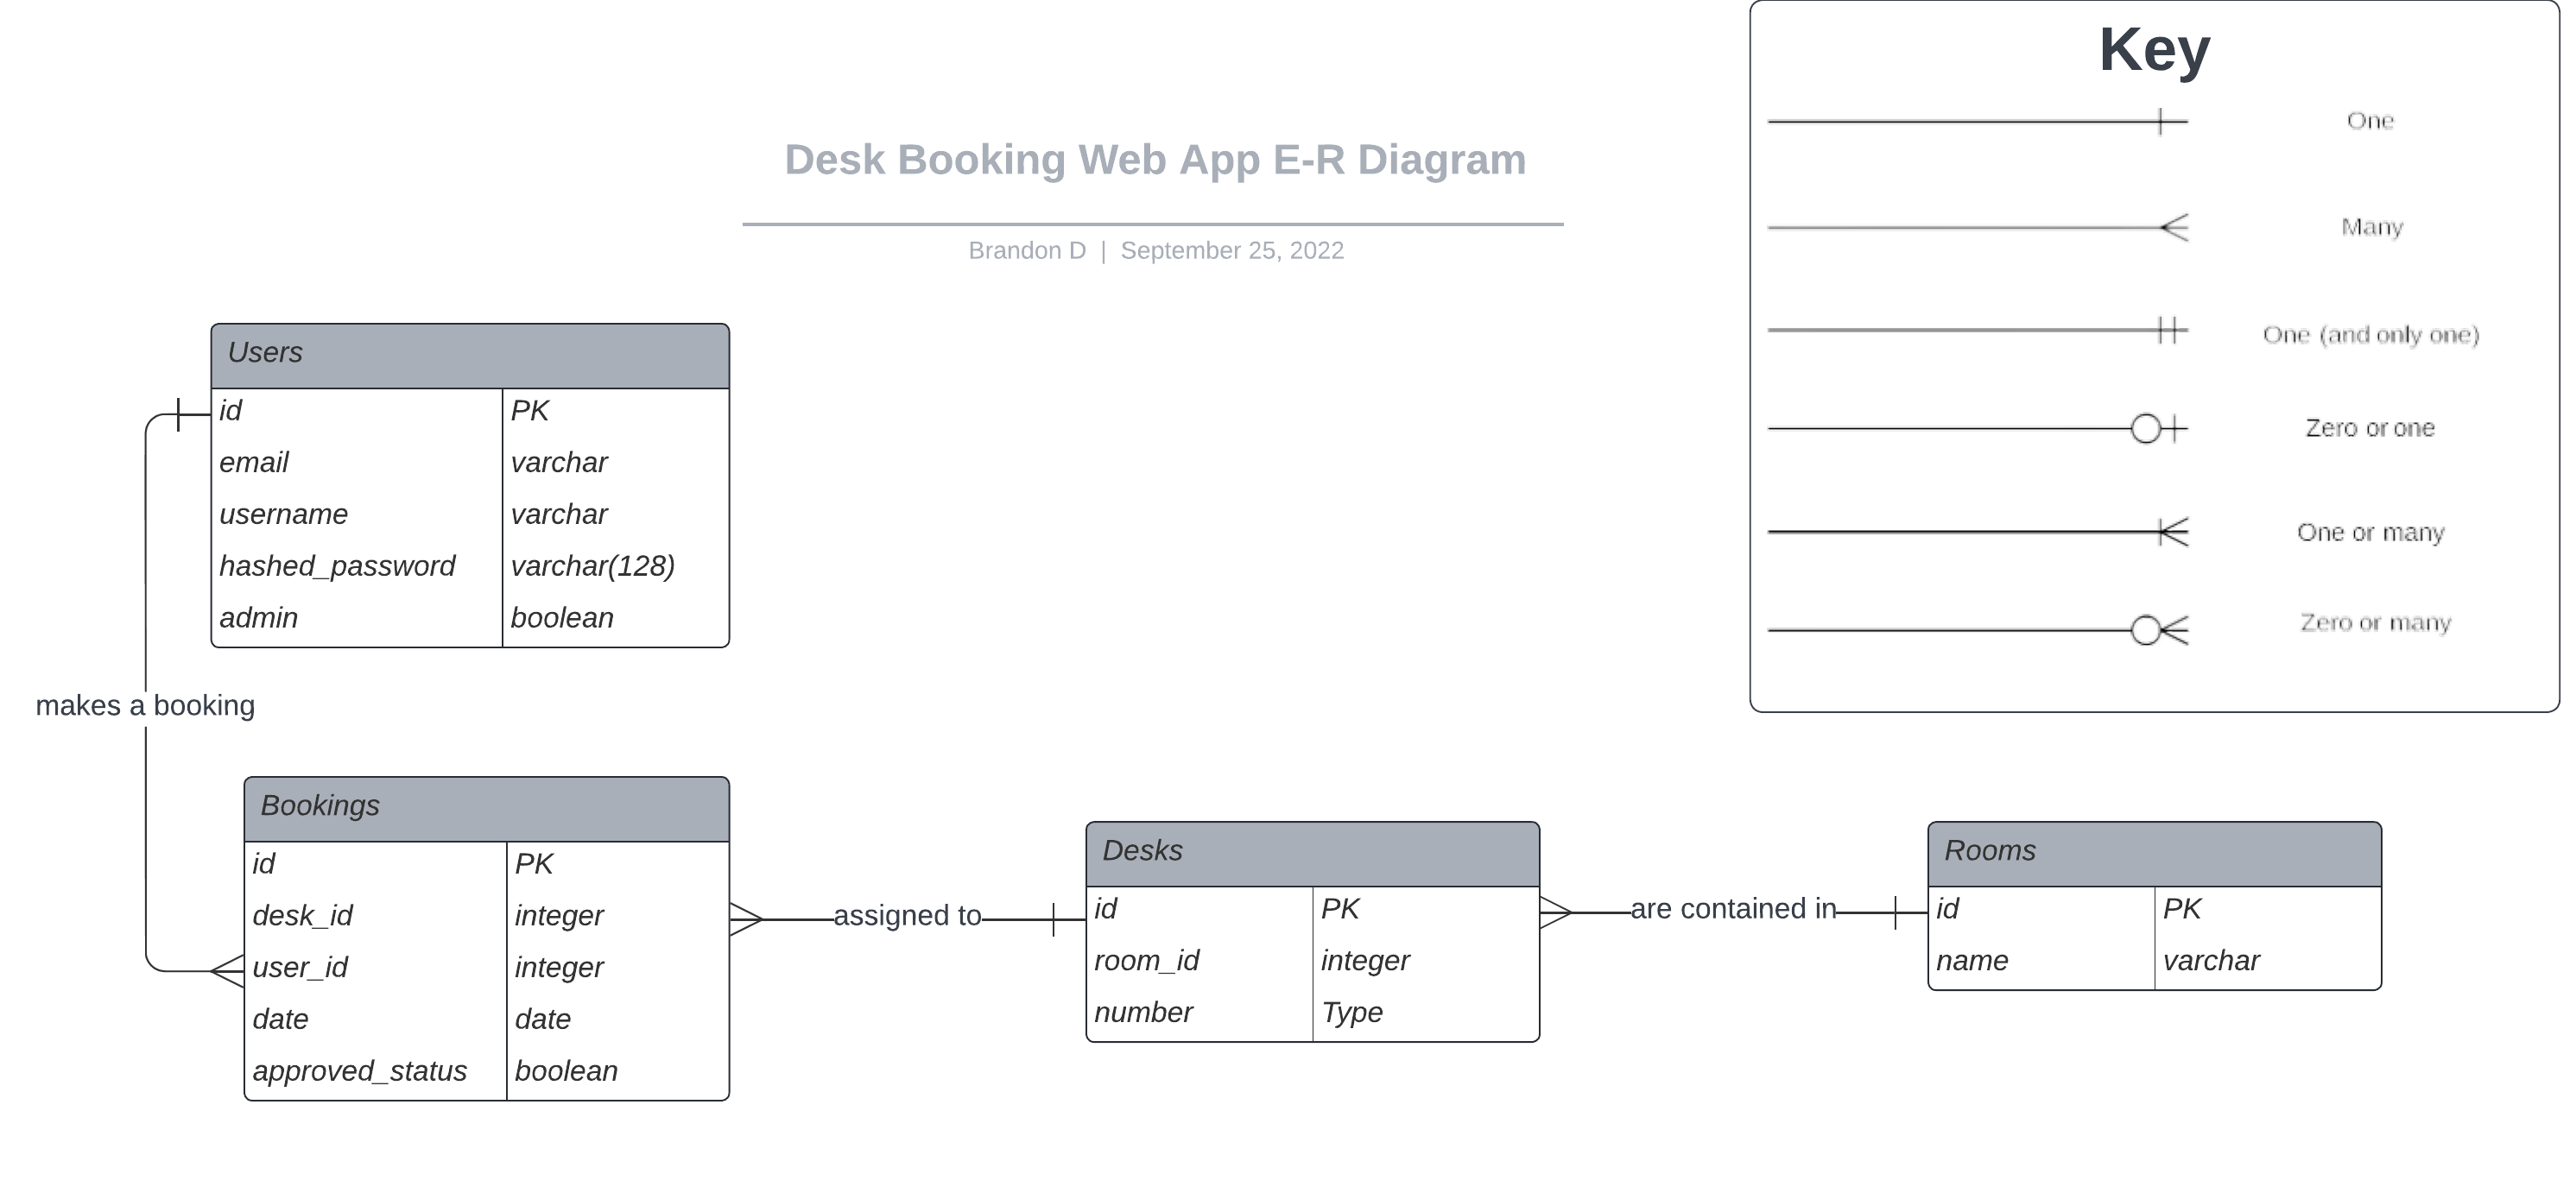 Key
One
Many
One (and only one)
Zero or one
One or many
Zero or many
Desk Booking Web App E-R Diagram
Brandon D | September 25, 2022
Users
id PK
email varchar
username varchar
hashed_password varchar(128)
admin boolean
makes a booking
Bookings
id PK
desk_id integer
user_id integer
date date
approved_status boolean
assigned to
Desks
id PK
room_id integer
number Type
are contained in
Rooms
id PK
name varchar